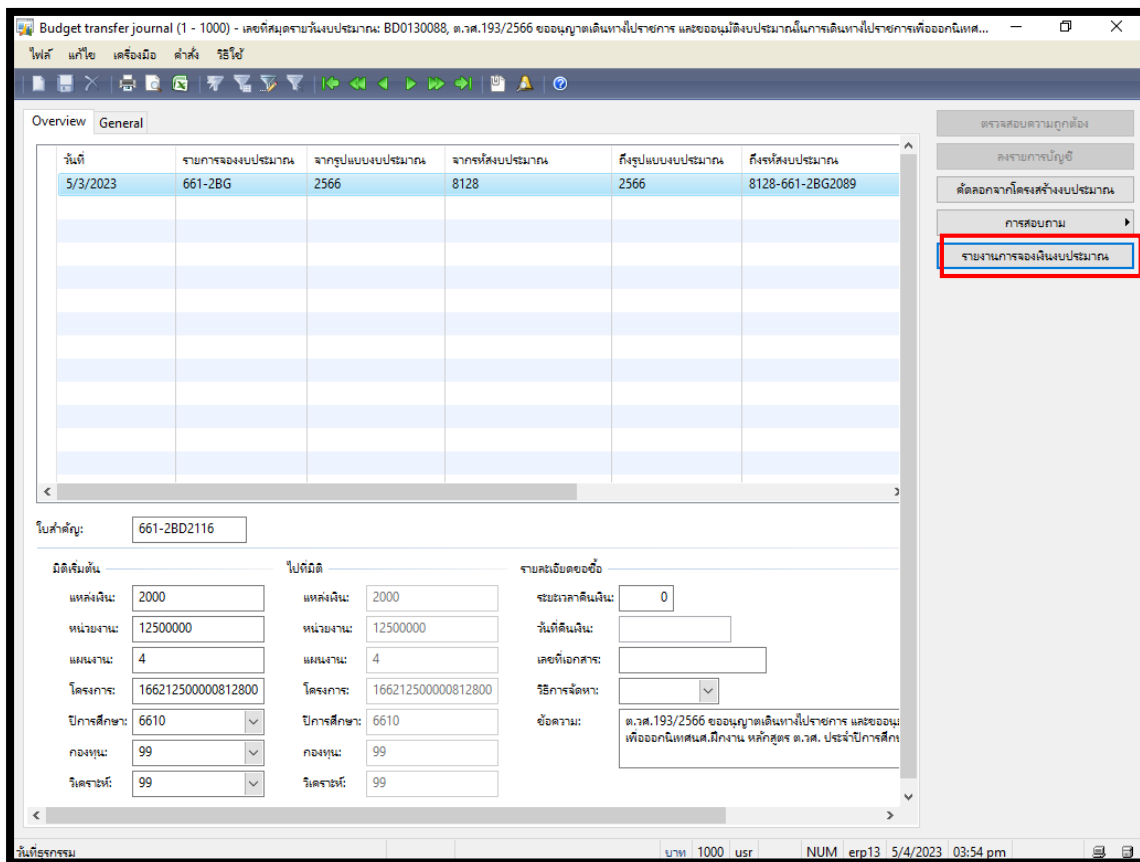 Budget transfer journal (1 - 1000) - เลขที่สมุดรายวันงบประมาณ: BD0130088, ต.วศ.193/2566 ขออนุญาตเดินทางไปราชการ และขออนุมัติงบประมาณในการเดินทางไปราชการเพื่อออกนิเทศ...
ไฟล์ แก้ไข เครื่องมือ คำสั่ง วิธีใช้
Overview General
ตรวจสอบความถูกต้อง
ลงรายการบัญชี
คัดลอกจากโครงสร้างงบประมาณ
การสอบถาม
รายงานการจองเงินงบประมาณ
วันที่ รายการจองงบประมาณ จากรูปแบบงบประมาณ จากรหัสงบประมาณ ถึงรูปแบบงบประมาณ ถึงรหัสงบประมาณ
5/3/2023 661-2BG 2566 8128 2566 8128-661-2BG2089
ใบสำคัญ: 661-2BD2116
มิติเริ่มต้น ไปที่มิติ รายละเอียดขอซื้อ
แหล่งเงิน: 2000 แหล่งเงิน: 2000 ระยะเวลาคืนเงิน: 0
หน่วยงาน: 12500000 หน่วยงาน: 12500000 วันที่คืนเงิน:
แผนงาน: 4 แผนงาน: 4 เลขที่เอกสาร:
โครงการ: 166212500000812800 โครงการ: 166212500000812800 วิธีการจัดหา:
ปีการศึกษา: 6610 ปีการศึกษา: 6610 ข้อความ: ต.วศ.193/2566 ขออนุญาตเดินทางไปราชการ และขออนุ
เพื่อออกนิเทศนศ.ฝึกงาน หลักสูตร ต.วศ. ประจำปีการศึก
กองทุน: 99 กองทุน: 99
วิเคราะห์: 99 วิเคราะห์: 99
วันที่ธุรกรรม บาท 1000 usr NUM erp13 5/4/2023 03:54 pm